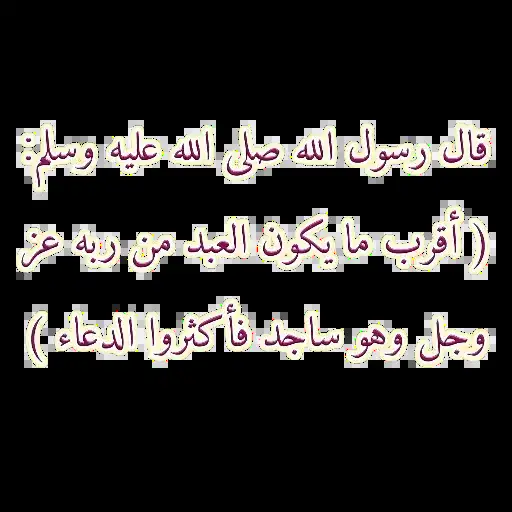 قال رسول الله صلى الله عليه وسلم:
( أقرب ما يكون العبد من ربه عز
وجل وهو ساجد فأكثروا الدعاء )